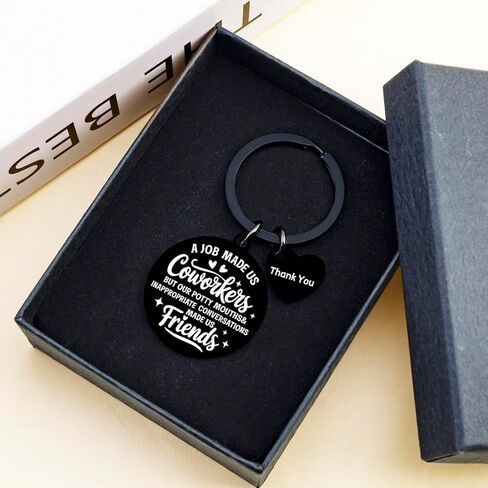 THE BEST
A JOB MADE US
Coworkers
BUT OUR POTTY MOUTHS&
INAPPROPRIATE CONVERSATIONS
MADE US
Friends
Thank You